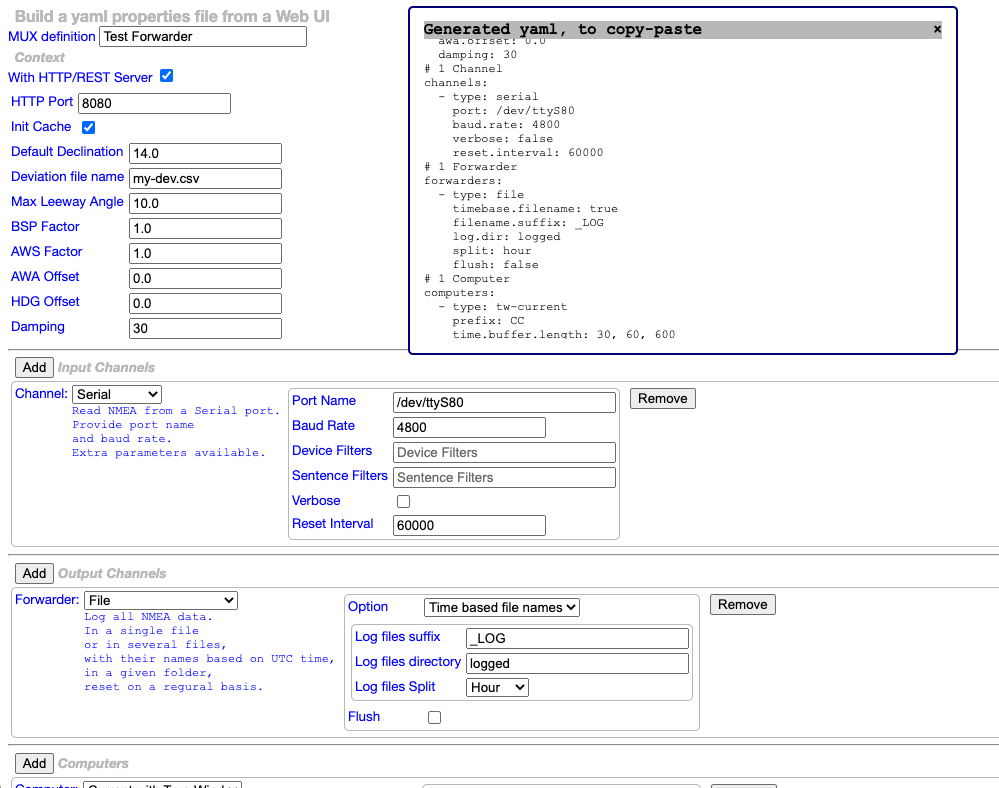 Build a yaml properties file from a Web UI
MUX definition Test Forwarder
Context
With HTTP/REST Server
HTTP Port 8080
Init Cache
Default Declination 14.0
Deviation file name my-dev.csv
Max Leeway Angle 10.0
BSP Factor 1.0
AWS Factor 1.0
AWA Offset 0.0
HDG Offset 0.0
Damping 30
Generated yaml, to copy-paste ×
awa.offset: 0.0
damping: 30
# 1 Channel
channels:
- type: serial
port: /dev/ttyS80
baud.rate: 4800
verbose: false
reset.interval: 60000
# 1 Forwarder
forwarders:
- type: file
timebase.filename: true
filename.suffix: _LOG
log.dir: logged
split: hour
flush: false
# 1 Computer
computers:
- type: tw-current
prefix: CC
time.buffer.length: 30, 60, 600
Add Input Channels
Channel: Serial
Read NMEA from a Serial port.
Provide port name
and baud rate.
Extra parameters available.
Port Name /dev/ttyS80
Baud Rate 4800
Device Filters Device Filters
Sentence Filters Sentence Filters
Verbose
Reset Interval 60000
Remove
Add Output Channels
Forwarder: File
Log all NMEA data.
In a single file
or in several files,
with their names based on UTC time,
in a given folder,
reset on a regural basis.
Option Time based file names
Log files suffix _LOG
Log files directory logged
Log files Split Hour
Flush
Remove
Add Computers
Computer: Current with True Wind